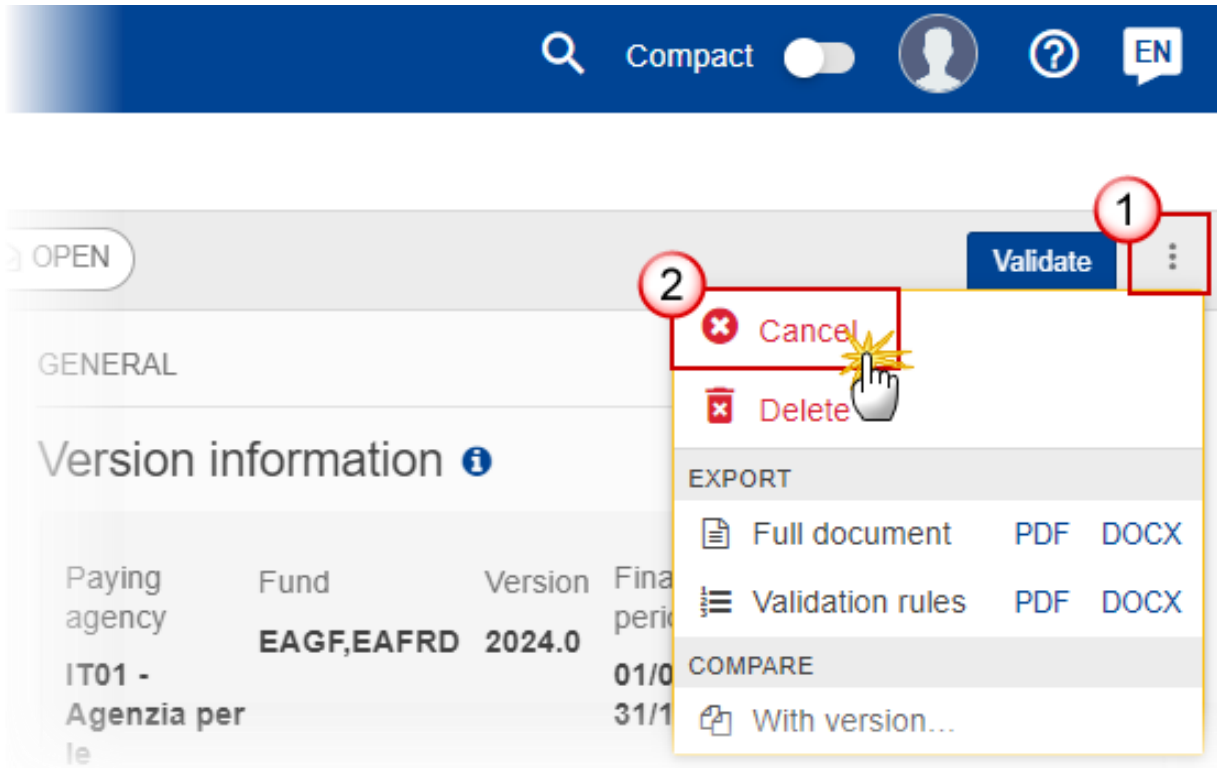 Compact EN
1
OPEN
Validate
2
Cancel
GENERAL
Delete
Version information
EXPORT
Full document PDF DOCX
Validation rules PDF DOCX
COMPARE
With version...
Paying agency
Fund
Version
EAGF,EAFRD
2024.0
IT01 -
Agenzia per
le